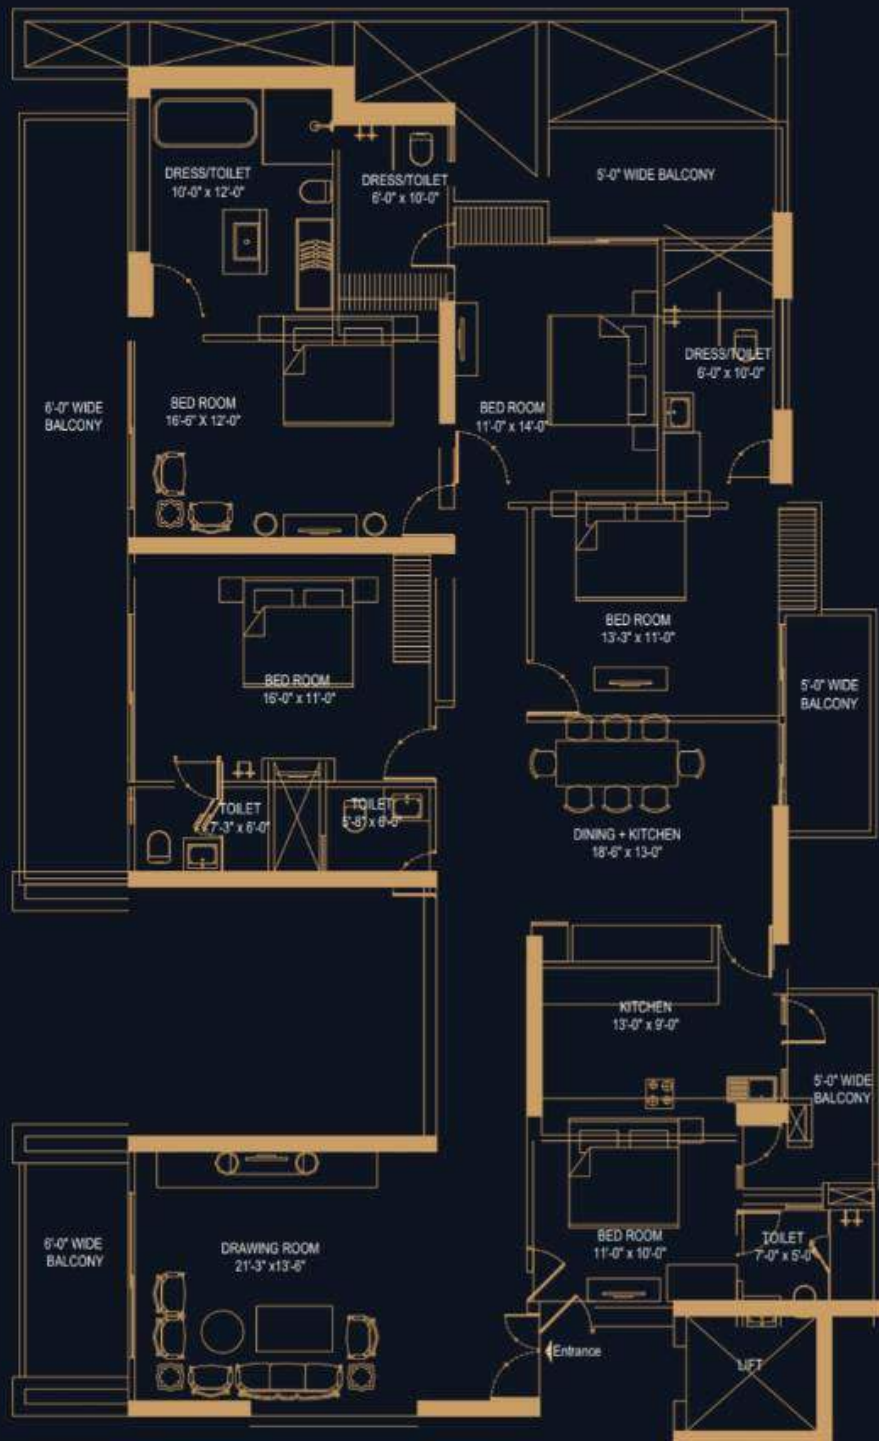 DRESS/TOILET
10'-0" x 12'-0"
DRESS/TOILET
6'-0" x 10'-0"
5'-0" WIDE BALCONY
DRESS/TOILET
6'-0" x 10'-0"
6'-0" WIDE
BALCONY
BED ROOM
16'-6" X 12'-0"
BED ROOM
11'-0" x 14'-0"
BED ROOM
13'-3" x 11'-0"
BED ROOM
16'-0" x 11'-0"
5'-0" WIDE
BALCONY
TOILET
7'-3" x 6'-0"
TOILET
5'-8" x 6'-0"
DINING + KITCHEN
18'-6" x 13-0"
KITCHEN
13'-0" x 9'-0"
5'-0" WIDE
BALCONY
6'-0" WIDE
BALCONY
DRAWING ROOM
21'-3" x13'-6"
BED ROOM
11'-0" x 10'-0"
TOILET
7'-0" x 5'-0"
Entrance
LIFT